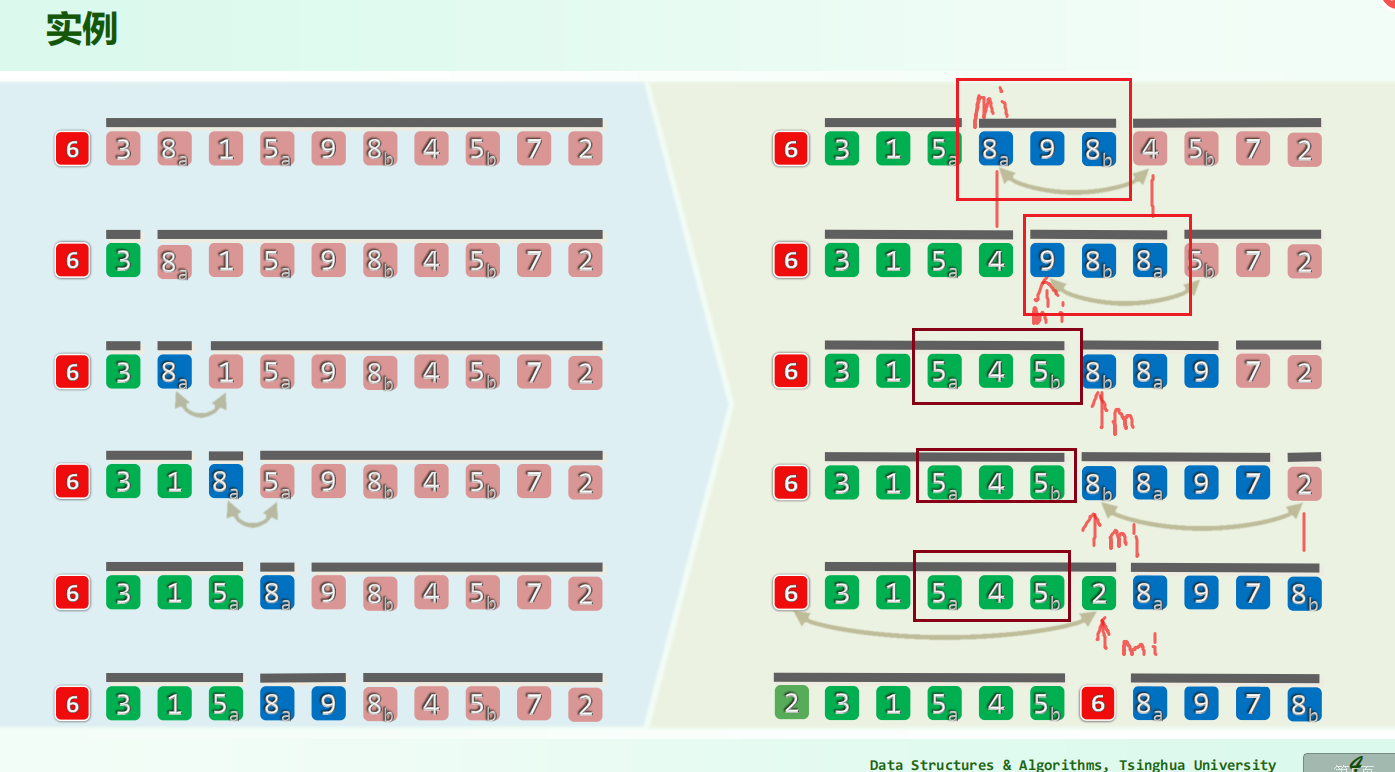 实例
6 3 8a 1 5a 9 8b 4 5b 7 2
6 3 8a 1 5a 9 8b 4 5b 7 2
6 3 8a 1 5a 9 8b 4 5b 7 2
6 3 1 8a 5a 9 8b 4 5b 7 2
6 3 1 5a 8a 9 8b 4 5b 7 2
6 3 1 5a 8a 9 8b 4 5b 7 2
mi
6 3 1 5a 8a 9 8b 4 5b 7 2
6 3 1 5a 4 9 8b 8a 5b 7 2
mi
6 3 1 5a 4 5b 8b 8a 9 7 2
m
6 3 1 5a 4 5b 8b 8a 9 7 2
mi
6 3 1 5a 4 5b 2 8a 9 7 8b
mi
2 3 1 5a 4 5b 6 8a 9 7 8b
Data Structures & Algorithms, Tsinghua University